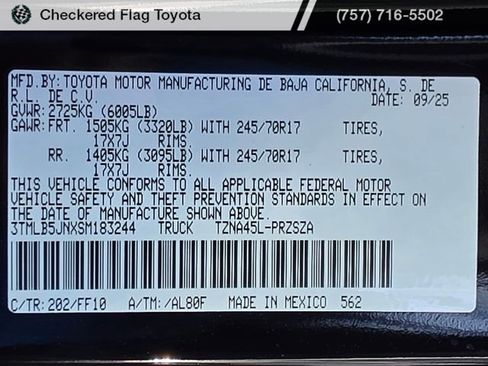 Checkered Flag Toyota (757) 716-5502
MFD.BY:TOYOTA MOTOR MANUFACTURING DE BAJA CALIFORNIA, S. DE
R.L. DE C.V. DATE: 09/25
GVWR:2725KG (6005LB)
GAWR:FRT. 1505KG (3320LB) WITH 245/70R17 TIRES,
17X7J RIMS.
RR. 1405KG (3095LB) WITH 245/70R17 TIRES,
17X7J RIMS.
THIS VEHICLE CONFORMS TO ALL APPLICABLE FEDERAL MOTOR
VEHICLE SAFETY AND THEFT PREVENTION STANDARDS IN EFFECT ON
THE DATE OF MANUFACTURE SHOWN ABOVE.
3TMLB5JNXSM183244 TRUCK TZNA45L-PRZSZA
C/TR:202/FF10 A/TM:/AL80F MADE IN MEXICO 562